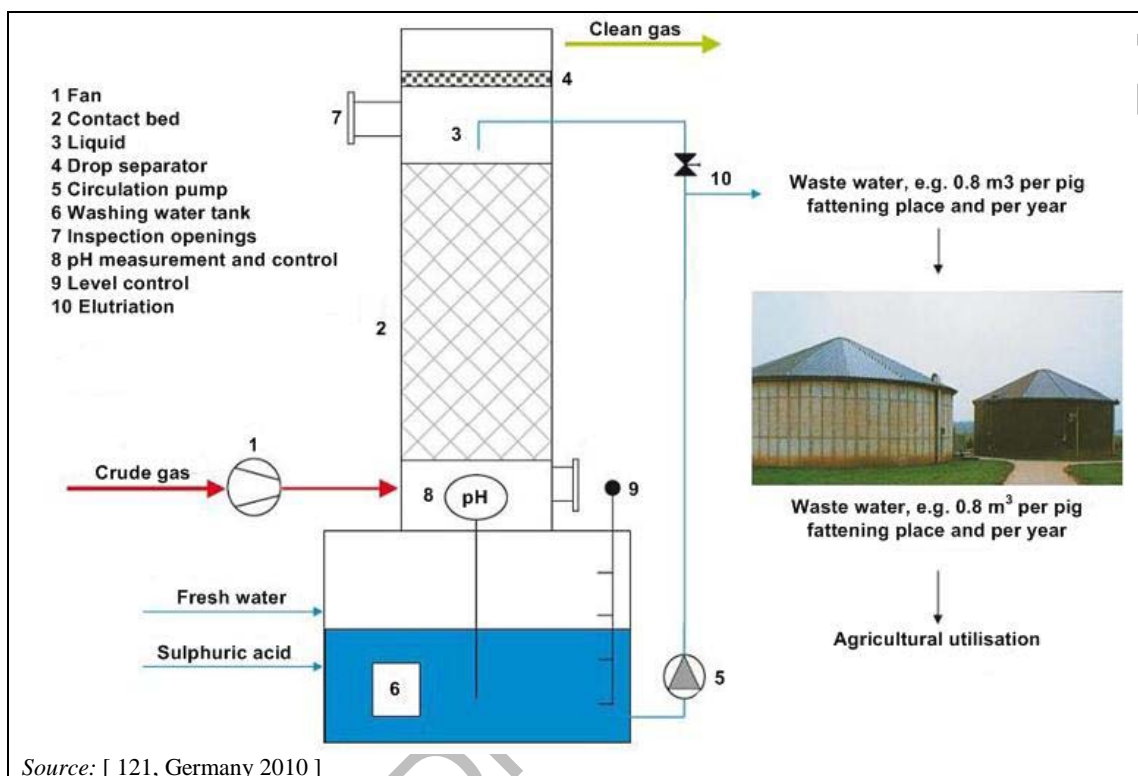 Clean gas
1 Fan
2 Contact bed
3 Liquid
4 Drop separator
5 Circulation pump
6 Washing water tank
7 Inspection openings
8 pH measurement and control
9 Level control
10 Elutriation
4
7
3
10
Waste water, e.g. 0.8 m3 per pig
fattening place and per year
2
1
Crude gas
8
pH
9
Waste water, e.g. 0.8 m³ per pig
fattening place and per year
Fresh water
Sulphuric acid
6
5
Agricultural utilisation
Source: [ 121, Germany 2010 ]